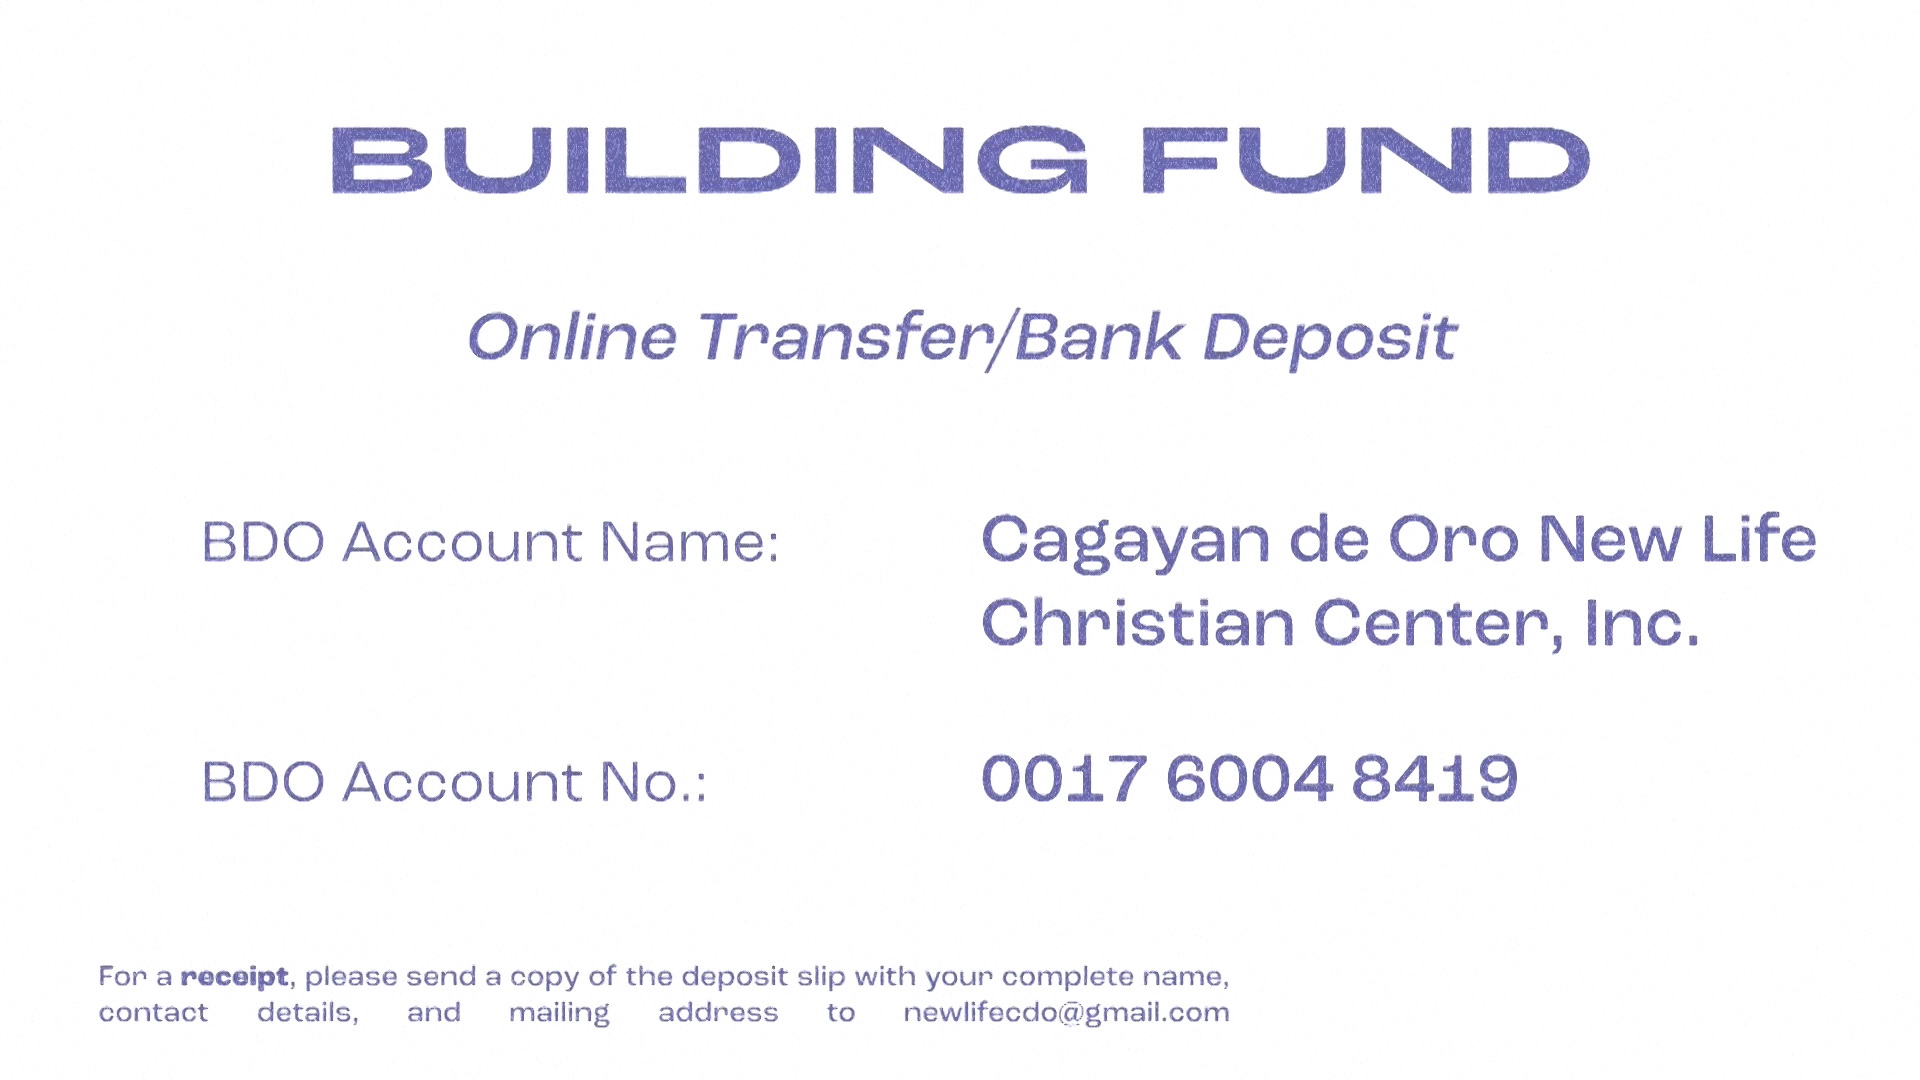 BUILDING FUND
Online Transfer/Bank Deposit
BDO Account Name: Cagayan de Oro New Life
Christian Center, Inc.
BDO Account No.: 0017 6004 8419
For a receipt, please send a copy of the deposit slip with your complete name,
contact details, and mailing address to newlifecdo@gmail.com